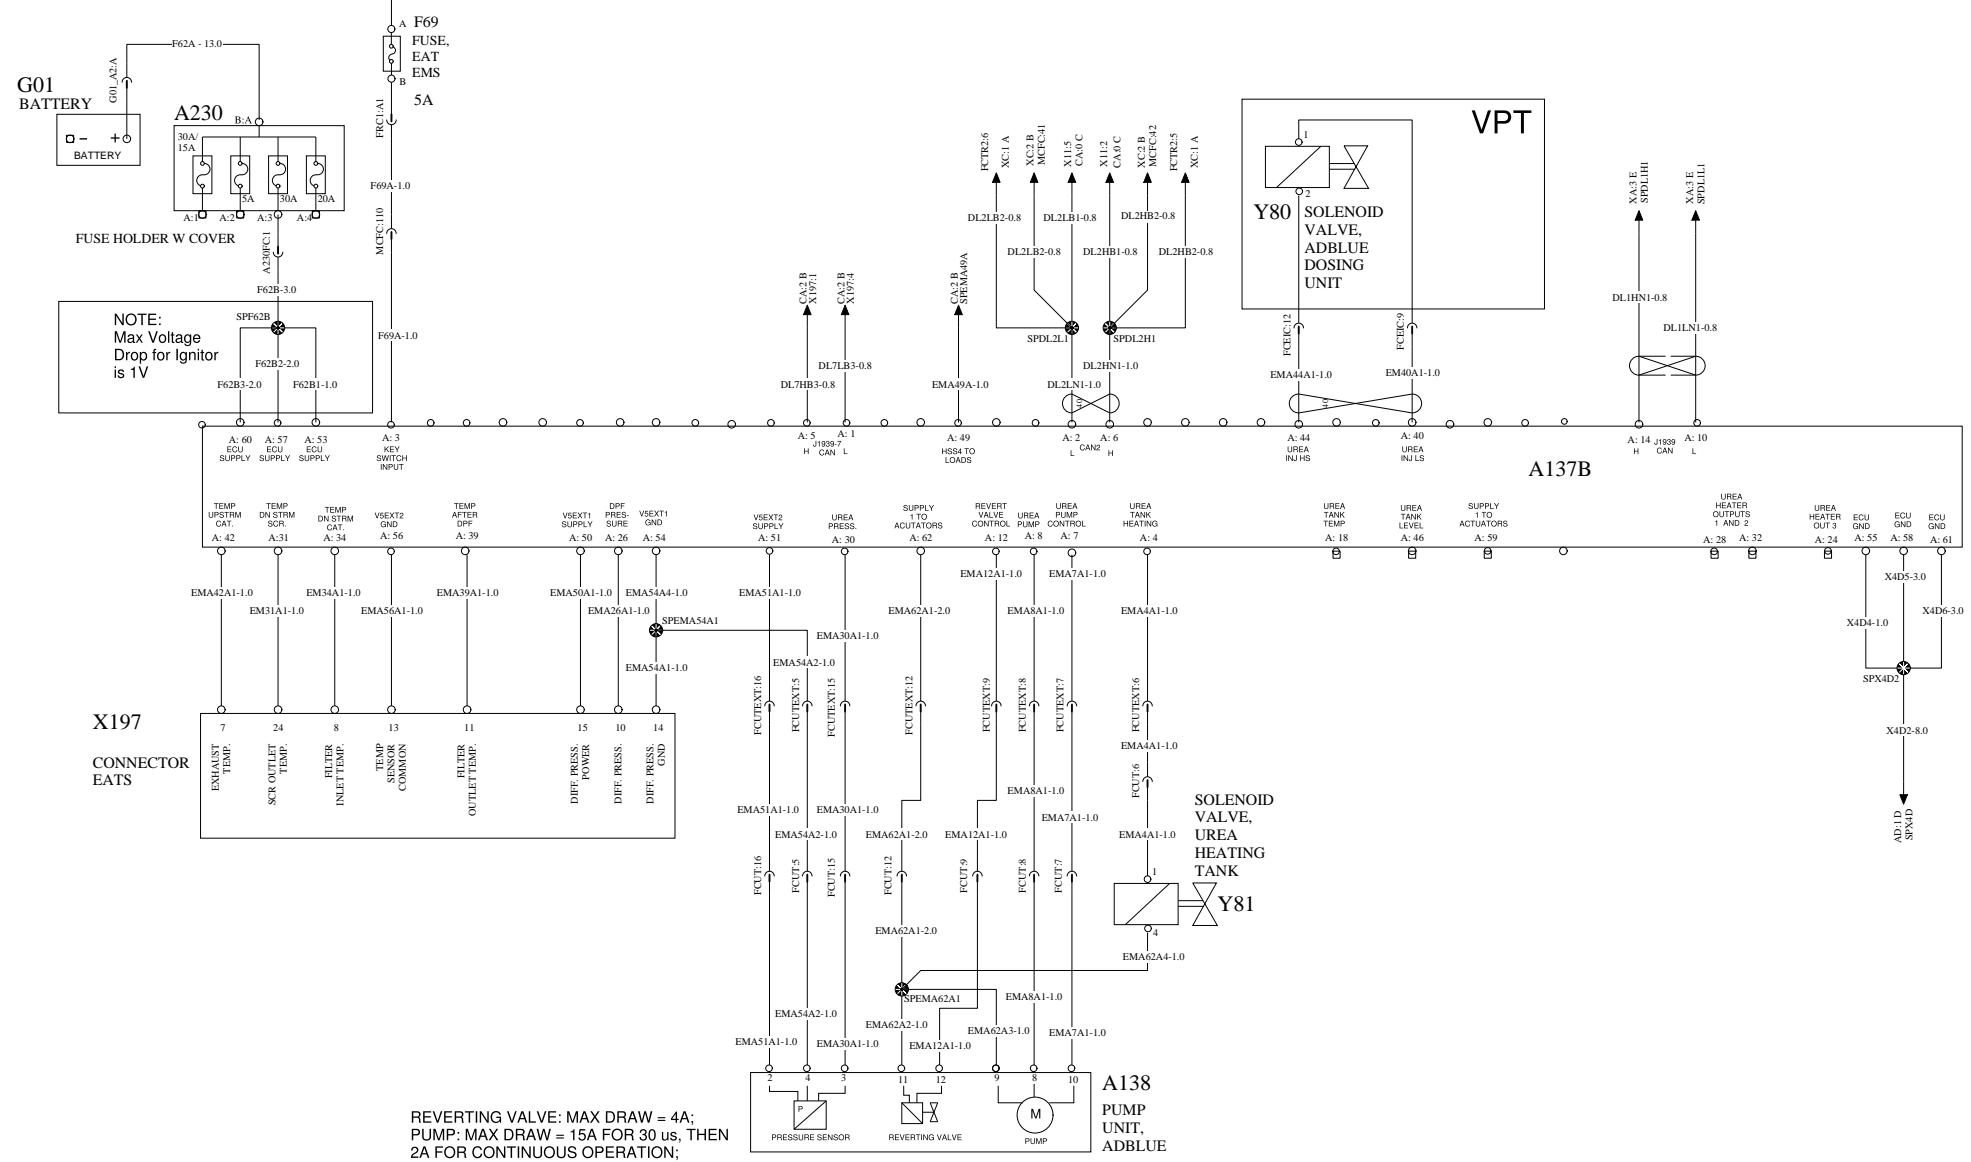 G01
BATTERY
BATTERY
- +
F62A - 13.0
G01_A2:A
A230
B:A
30A/
15A
5A
30A
20A
A:1
A:2
A:3
A:4
FUSE HOLDER W COVER
A230FC:1
F62B-3.0
SPF62B
NOTE:
Max Voltage
Drop for Ignitor
is 1V
F62B2-2.0
F62B3-2.0
F62B1-1.0
A
F69
FUSE,
EAT
EMS
B
5A
FRC1:A1
F69A-1.0
MCFC:110
F69A-1.0
CA:2 B
X197:1
CA:2 B
X197:4
DL7LB3-0.8
DL7HB3-0.8
CA:2 B
SPEMA49A
EMA49A-1.0
FCTR2:6
XC:1 A
XC:2 B
MCFC:41
X11:5
CA:0 C
X11:2
CA:0 C
XC:2 B
MCFC:42
FCTR2:5
XC:1 A
DL2LB2-0.8
DL2LB1-0.8
DL2HB2-0.8
DL2LB2-0.8
DL2HB1-0.8
DL2HB2-0.8
SPDL2L1
SPDL2H1
DL2HN1-1.0
DL2LN1-1.0
40
VPT
1
2
Y80
SOLENOID
VALVE,
ADBLUE
DOSING
UNIT
FCEIC:12
FCEIC:9
EMA44A1-1.0
EM40A1-1.0
40
XA:3 E
SPDL1H1
XA:3 E
SPDL1L1
DL1HN1-0.8
DL1LN1-0.8
A: 60
ECU
SUPPLY
A: 57
ECU
SUPPLY
A: 53
ECU
SUPPLY
A: 3
KEY
SWITCH
INPUT
A: 5
H
J1939-7
CAN
A: 1
L
A: 49
HSS4 TO
LOADS
A: 2
L
CAN2
A: 6
H
A: 44
UREA
INJ HS
A: 40
UREA
INJ LS
A: 14
H
J1939
CAN
A: 10
L
A137B
TEMP
UPSTRM
CAT.
A: 42
TEMP
DN STRM
SCR.
A:31
TEMP
DN STRM
CAT.
A: 34
V5EXT2
GND
A: 56
TEMP
AFTER
DPF
A: 39
V5EXT1
SUPPLY
A: 50
DPF
PRES-
SURE
A: 26
V5EXT1
GND
A: 54
V5EXT2
SUPPLY
A: 51
UREA
PRESS.
A: 30
SUPPLY
1 TO
ACUTATORS
A: 62
REVERT
VALVE
CONTROL
A: 12
UREA
PUMP
A: 8
UREA
PUMP
CONTROL
A: 7
UREA
TANK
HEATING
A: 4
UREA
TANK
TEMP
A: 18
UREA
TANK
LEVEL
A: 46
SUPPLY
1 TO
ACTUATORS
A: 59
UREA
HEATER
OUTPUTS
1 AND 2
A: 28
A: 32
UREA
HEATER
OUT 3
A: 24
ECU
GND
A: 55
ECU
GND
A: 58
ECU
GND
A: 61
EMA42A1-1.0
EM31A1-1.0
EM34A1-1.0
EMA56A1-1.0
EMA39A1-1.0
EMA50A1-1.0
EMA26A1-1.0
EMA54A4-1.0
SPEMA54A1
EMA54A1-1.0
EMA51A1-1.0
EMA54A2-1.0
EMA30A1-1.0
EMA62A1-2.0
EMA12A1-1.0
EMA8A1-1.0
EMA7A1-1.0
EMA4A1-1.0
X4D5-3.0
X4D4-1.0
X4D6-3.0
SPX4D2
X4D2-8.0
AD:1 D
SPX4D
X197
CONNECTOR
EATS
7
EXHAUST
TEMP.
24
SCR OUTLET
TEMP.
8
FILTER
INLET TEMP.
13
TEMP
SENSOR
COMMON
11
FILTER
OUTLET TEMP.
15
DIFF. PRESS.
POWER
10
DIFF. PRESS.
14
DIFF. PRESS.
GND
FCUTEXT:16
FCUTEXT:5
FCUTEXT:15
FCUTEXT:12
FCUTEXT:9
FCUTEXT:8
FCUTEXT:7
FCUTEXT:6
EMA4A1-1.0
FCUT:6
EMA51A1-1.0
EMA30A1-1.0
EMA8A1-1.0
EMA7A1-1.0
EMA54A2-1.0
EMA62A1-2.0
EMA12A1-1.0
EMA4A1-1.0
FCUT:16
FCUT:5
FCUT:15
FCUT:12
FCUT:9
FCUT:8
FCUT:7
SOLENOID
VALVE,
UREA
HEATING
TANK
1
Y81
4
EMA62A4-1.0
EMA62A1-2.0
SPEMA62A1
EMA8A1-1.0
EMA54A2-1.0
EMA62A2-1.0
EMA62A3-1.0
EMA7A1-1.0
EMA51A1-1.0
EMA30A1-1.0
EMA12A1-1.0
2
4
3
11
12
9
8
10
P
PRESSURE SENSOR
REVERTING VALVE
M
PUMP
A138
PUMP
UNIT,
ADBLUE
REVERTING VALVE: MAX DRAW = 4A;
PUMP: MAX DRAW = 15A FOR 30 us, THEN
2A FOR CONTINUOUS OPERATION;